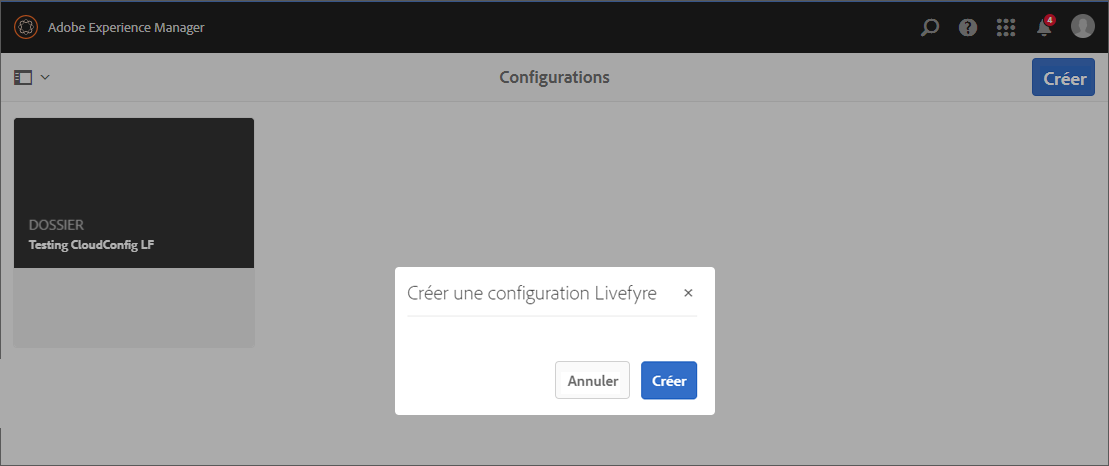 Adobe Experience Manager
4
Configurations
Créer
DOSSIER
Testing CloudConfig LF
Créer une configuration Livefyre
Annuler
Créer